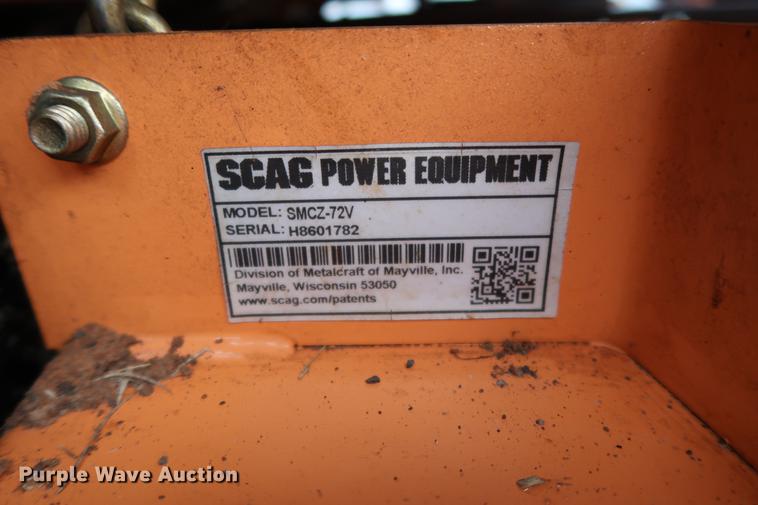 SCAG POWER EQUIPMENT
MODEL: SMCZ-72V
SERIAL: H8601782
Division of Metalcraft of Mayville, Inc.
Mayville, Wisconsin 53050
www.scag.com/patents
Purple Wave Auction